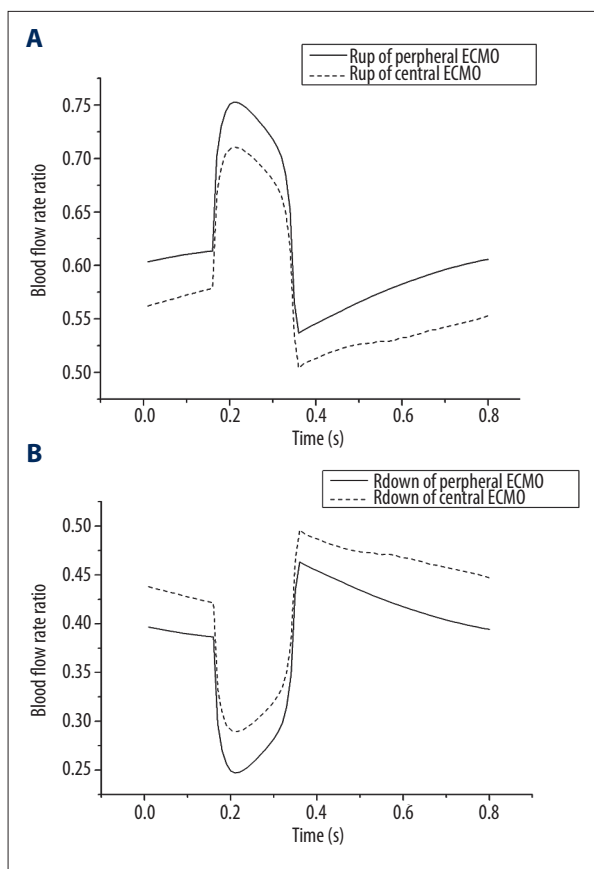 A
Rup of perpheral ECMO
Rup of central ECMO
0.75
0.70
0.65
0.60
0.55
0.50
Blood flow rate ratio
0.0 0.2 0.4 0.6 0.8
Time (s)
B
Rdown of perpheral ECMO
Rdown of central ECMO
0.50
0.45
0.40
0.35
0.30
0.25
Blood flow rate ratio
0.0 0.2 0.4 0.6 0.8
Time (s)